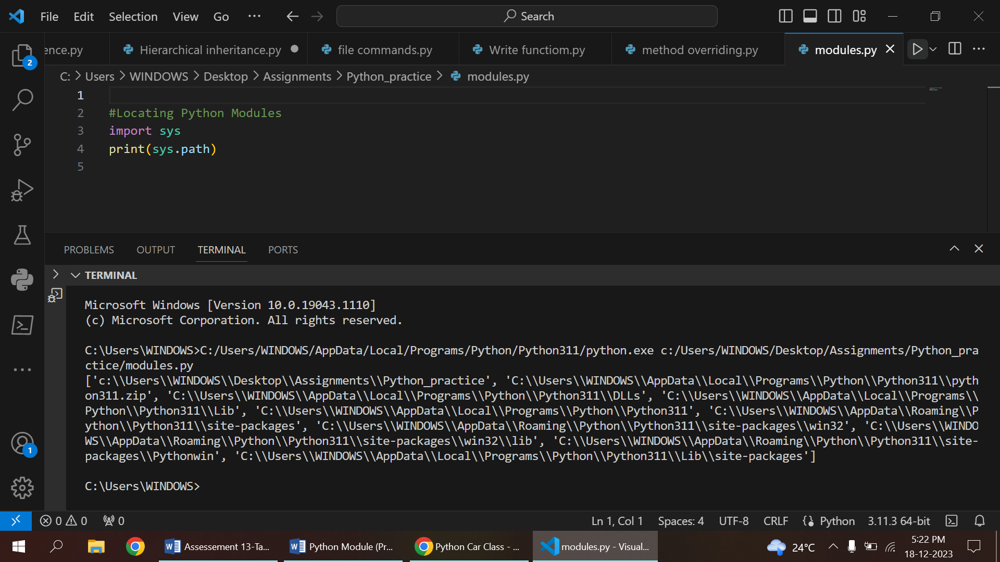 File Edit Selection View Go ··· Search
ence.py Hierarchical inheritance.py file commands.py Write functiom.py method overriding.py modules.py
C: > Users > WINDOWS > Desktop > Assignments > Python_practice > modules.py
1
2 #Locating Python Modules
3 import sys
4 print(sys.path)
5
2
PROBLEMS OUTPUT TERMINAL PORTS
TERMINAL
Microsoft Windows [Version 10.0.19043.1110]
(c) Microsoft Corporation. All rights reserved.
C:\Users\WINDOWS>C:/Users/WINDOWS/AppData/Local/Programs/Python/Python311/python.exe c:/Users/WINDOWS/Desktop/Assignments/Python_pra
ctice/modules.py
['c:\\Users\\WINDOWS\\Desktop\\Assignments\\Python_practice', 'C:\\Users\\WINDOWS\\AppData\\Local\\Programs\\Python\\Python311\\pyth
on311.zip', 'C:\\Users\\WINDOWS\\AppData\\Local\\Programs\\Python\\Python311\\DLLs', 'C:\\Users\\WINDOWS\\AppData\\Local\\Programs\\
Python\\Python311\\Lib', 'C:\\Users\\WINDOWS\\AppData\\Local\\Programs\\Python\\Python311', 'C:\\Users\\WINDOWS\\AppData\\Roaming\\P
ython\\Python311\\site-packages', 'C:\\Users\\WINDOWS\\AppData\\Roaming\\Python\\Python311\\site-packages\\win32', 'C:\\Users\\WINDO
WS\\AppData\\Roaming\\Python\\Python311\\site-packages\\win32\\lib', 'C:\\Users\\WINDOWS\\AppData\\Roaming\\Python\\Python311\\site-
packages\\Pythonwin', 'C:\\Users\\WINDOWS\\AppData\\Local\\Programs\\Python\\Python311\\Lib\\site-packages']
C:\Users\WINDOWS>
1
0 0 0 Ln 1, Col 1 Spaces: 4 UTF-8 CRLF Python 3.11.3 64-bit
Assessement 13-Ta... Python Module (Pr... Python Car Class - ... modules.py - Visual... 24°C 5:22 PM
18-12-2023